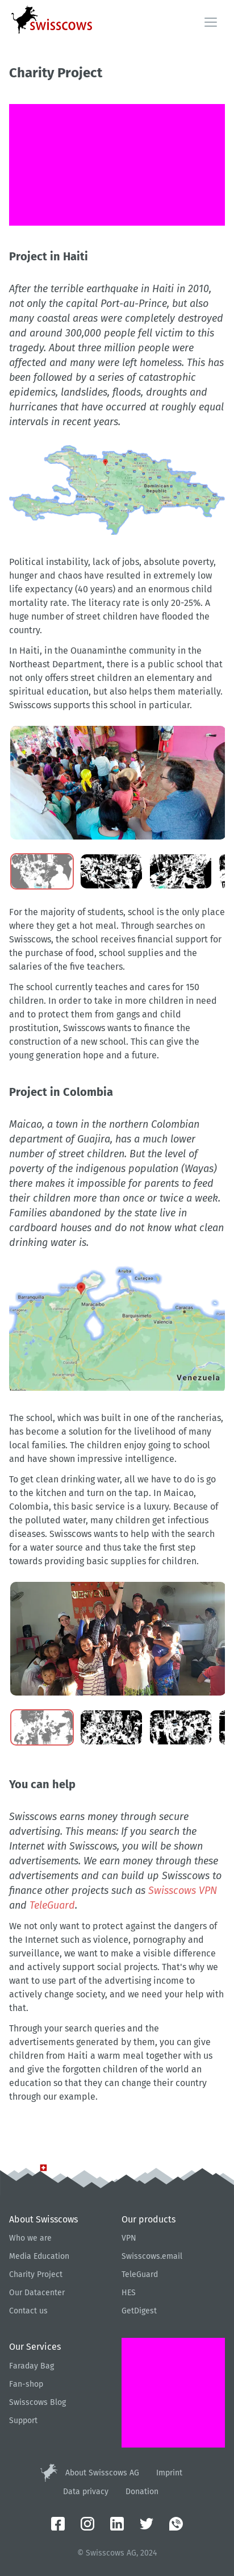 swisscows
Charity Project
Project in Haiti
After the terrible earthquake in Haiti in 2010,
not only the capital Port-au-Prince, but also
many coastal areas were completely destroyed
and around 300,000 people fell victim to this
tragedy. About three million people were
affected and many were left homeless. This has
been followed by a series of catastrophic
epidemics, landslides, floods, droughts and
hurricanes that have occurred at roughly equal
intervals in recent years.
Dominican
Republic
Political instability, lack of jobs, absolute poverty,
hunger and chaos have resulted in extremely low
life expectancy (40 years) and an enormous child
mortality rate. The literacy rate is only 20-25%. A
huge number of street children have flooded the
country.
In Haiti, in the Ouanaminthe community in the
Northeast Department, there is a public school that
not only offers street children an elementary and
spiritual education, but also helps them materially.
Swisscows supports this school in particular.
For the majority of students, school is the only place
where they get a hot meal. Through searches on
Swisscows, the school receives financial support for
the purchase of food, school supplies and the
salaries of the five teachers.
The school currently teaches and cares for 150
children. In order to take in more children in need
and to protect them from gangs and child
prostitution, Swisscows wants to finance the
construction of a new school. This can give the
young generation hope and a future.
Project in Colombia
Maicao, a town in the northern Colombian
department of Guajira, has a much lower
number of street children. But the level of
poverty of the indigenous population (Wayas)
there makes it impossible for parents to feed
their children more than once or twice a week.
Families abandoned by the state live in
cardboard houses and do not know what clean
drinking water is.
Aruba
Curaçao
Barranquilla
Maracaibo
Caracas
Barquisimeto
Valencia
Venezuela
The school, which was built in one of the rancherias,
has become a solution for the livelihood of many
local families. The children enjoy going to school
and have shown impressive intelligence.
To get clean drinking water, all we have to do is go
to the kitchen and turn on the tap. In Maicao,
Colombia, this basic service is a luxury. Because of
the polluted water, many children get infectious
diseases. Swisscows wants to help with the search
for a water source and thus take the first step
towards providing basic supplies for children.
You can help
Swisscows earns money through secure
advertising. This means: If you search the
Internet with Swisscows, you will be shown
advertisements. We earn money through these
advertisements and can build up Swisscows to
finance other projects such as Swisscows VPN
and TeleGuard.
We not only want to protect against the dangers of
the Internet such as violence, pornography and
surveillance, we want to make a visible difference
and actively support social projects. That's why we
want to use part of the advertising income to
actively change society, and we need your help with
that.
Through your search queries and the
advertisements generated by them, you can give
children from Haiti a warm meal together with us
and give the forgotten children of the world an
education so that they can change their country
through our example.
About Swisscows
Who we are
Media Education
Charity Project
Our Datacenter
Contact us
Our products
VPN
Swisscows.email
TeleGuard
HES
GetDigest
Our Services
Faraday Bag
Fan-shop
Swisscows Blog
Support
About Swisscows AG Imprint
Data privacy Donation
© Swisscows AG, 2024